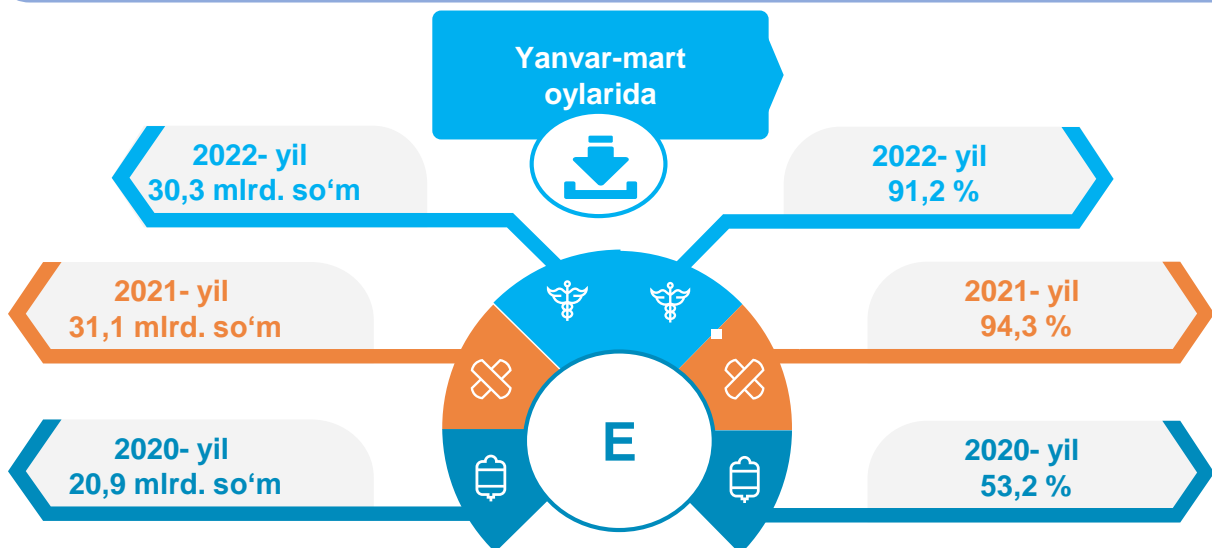 Yanvar-mart
oylarida
2022- yil
30,3 mlrd. so‘m
2022- yil
91,2 %
2021- yil
31,1 mlrd. so‘m
2021- yil
94,3 %
E
2020- yil
20,9 mlrd. so‘m
2020- yil
53,2 %